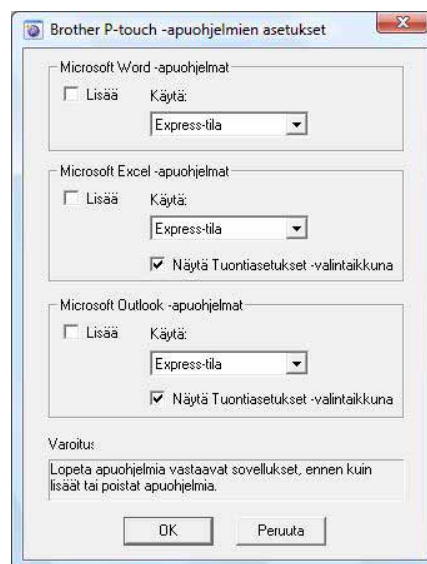 Brother P-touch -apuohjelmien asetukset
Microsoft Word -apuohjelmat
Lisää Käytä:
Express-tila
Microsoft Excel -apuohjelmat
Lisää Käytä:
Express-tila
Näytä Tuontiasetukset -valintaikkuna
Microsoft Outlook -apuohjelmat
Lisää Käytä:
Express-tila
Näytä Tuontiasetukset -valintaikkuna
Varoitus
Lopeta apuohjelmia vastaavat sovellukset, ennen kuin
lisäät tai poistat apuohjelmia.
OK Peruuta